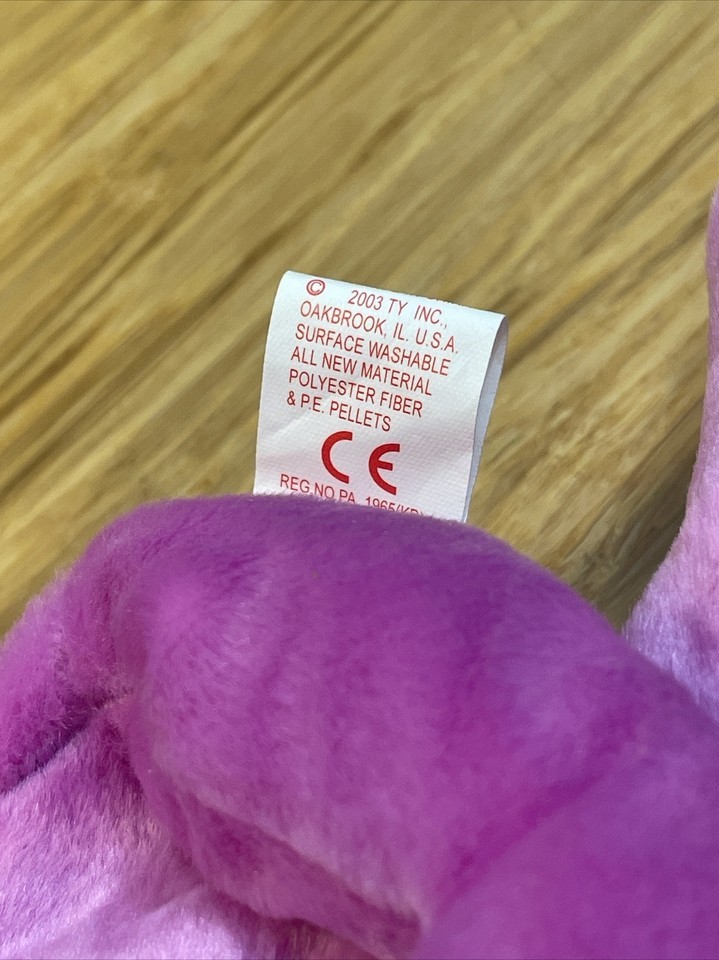 © 2003 TY INC.,
OAKBROOK, IL. U.S.A.
SURFACE WASHABLE
ALL NEW MATERIAL
POLYESTER FIBER
& P.E. PELLETS
CE
REG.NO.PA. 1965(